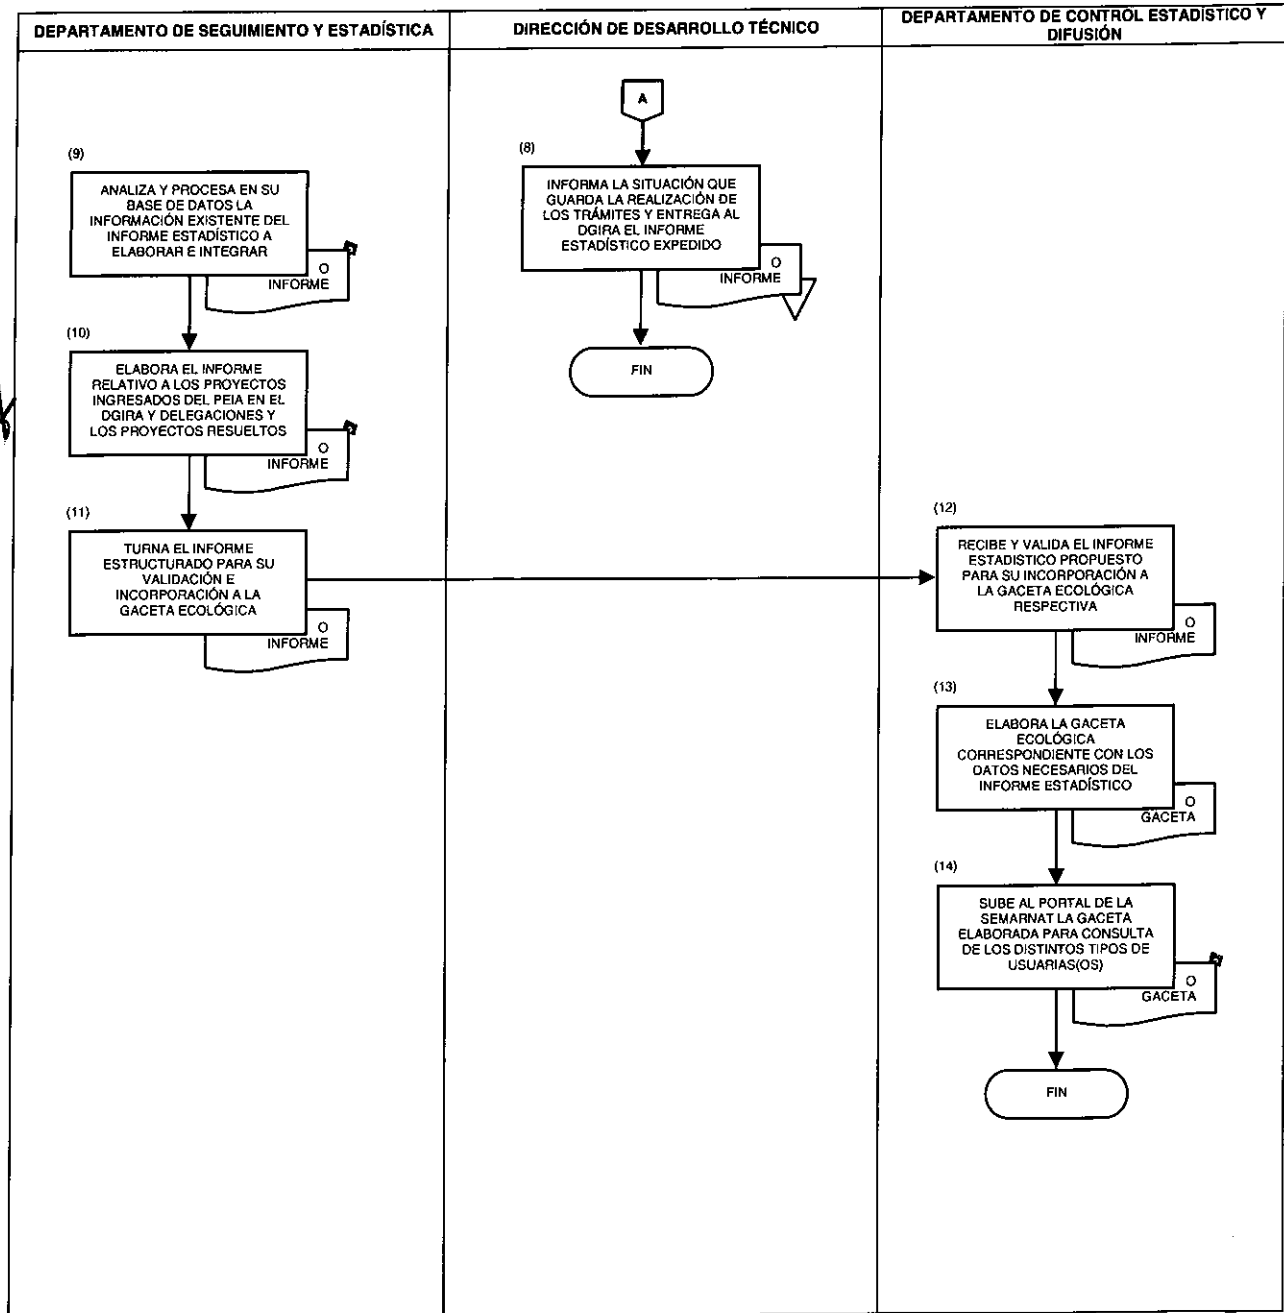 DEPARTAMENTO DE SEGUIMIENTO Y ESTADÍSTICA
DIRECCIÓN DE DESARROLLO TÉCNICO
DEPARTAMENTO DE CONTROL ESTADÍSTICO Y
DIFUSIÓN
A
(8)
INFORMA LA SITUACIÓN QUE
GUARDA LA REALIZACIÓN DE
LOS TRÁMITES Y ENTREGA AL
DGIRA EL INFORME
ESTADÍSTICO EXPEDIDO
O
INFORME
FIN
(9)
ANALIZA Y PROCESA EN SU
BASE DE DATOS LA
INFORMACIÓN EXISTENTE DEL
INFORME ESTADÍSTICO A
ELABORAR E INTEGRAR
O
INFORME
(10)
ELABORA EL INFORME
RELATIVO A LOS PROYECTOS
INGRESADOS DEL PEIA EN EL
DGIRA Y DELEGACIONES Y
LOS PROYECTOS RESUELTOS
O
INFORME
(11)
TURNA EL INFORME
ESTRUCTURADO PARA SU
VALIDACIÓN E
INCORPORACIÓN A LA
GACETA ECOLÓGICA
O
INFORME
(12)
RECIBE Y VALIDA EL INFORME
ESTADISTICO PROPUESTO
PARA SU INCORPORACIÓN A
LA GACETA ECOLÓGICA
RESPECTIVA
O
INFORME
(13)
ELABORA LA GACETA
ECOLÓGICA
CORRESPONDIENTE CON LOS
DATOS NECESARIOS DEL
INFORME ESTADÍSTICO
O
GACETA
(14)
SUBE AL PORTAL DE LA
SEMARNAT LA GACETA
ELABORADA PARA CONSULTA
DE LOS DISTINTOS TIPOS DE
USUARIAS(OS)
O
GACETA
FIN